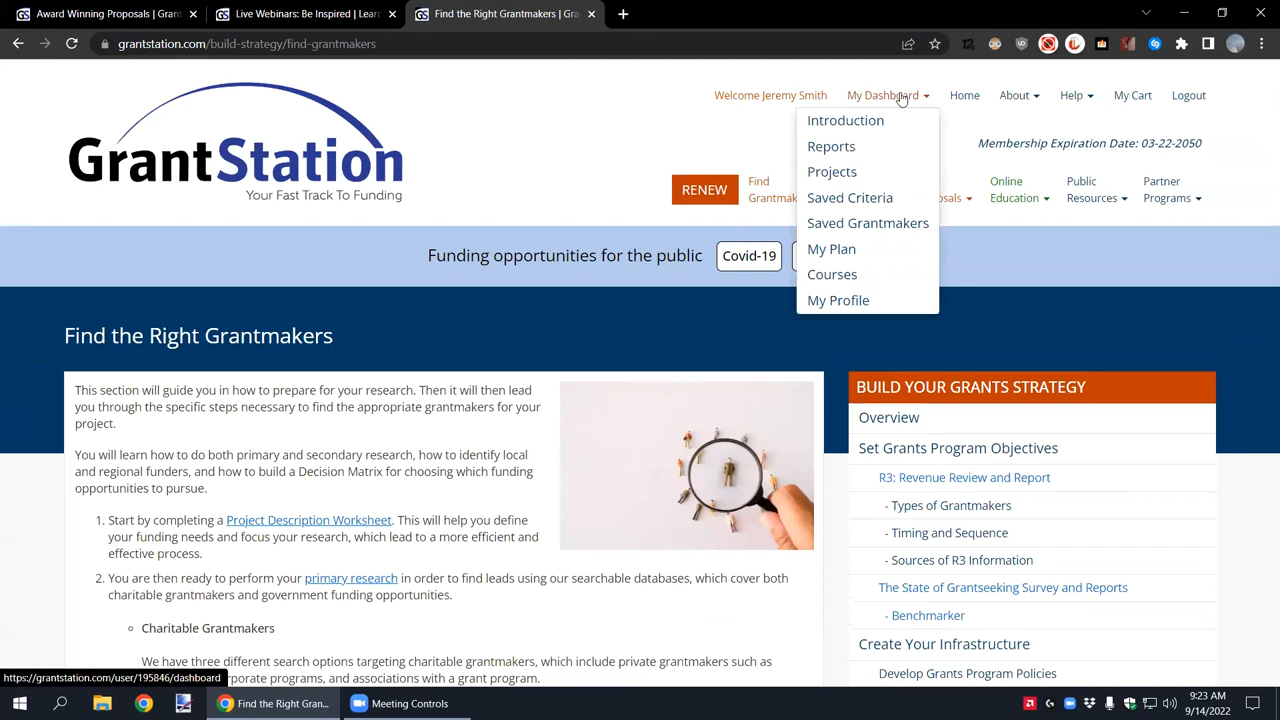 Award Winning Proposals | Grant
Live Webinars: Be Inspired | Learn
Find the Right Grantmakers | Gra
grantstation.com/build-strategy/find-grantmakers
Welcome Jeremy Smith
My Dashboard
Home
About
Help
My Cart
Logout
Introduction
Reports
Projects
Saved Criteria
Saved Grantmakers
My Plan
Courses
My Profile
Membership Expiration Date: 03-22-2050
GrantStation
Your Fast Track To Funding
RENEW
Find
Grantmak
osals
Online
Education
Public
Resources
Partner
Programs
Funding opportunities for the public
Covid-19
Find the Right Grantmakers
This section will guide you in how to prepare for your research. Then it will then lead
you through the specific steps necessary to find the appropriate grantmakers for your
project.
You will learn how to do both primary and secondary research, how to identify local
and regional funders, and how to build a Decision Matrix for choosing which funding
opportunities to pursue.
1. Start by completing a Project Description Worksheet. This will help you define
your funding needs and focus your research, which lead to a more efficient and
effective process.
2. You are then ready to perform your primary research in order to find leads using our searchable databases, which cover both
charitable grantmakers and government funding opportunities.
Charitable Grantmakers
We have three different search options targeting charitable grantmakers, which include private grantmakers such as
orporate programs, and associations with a grant program.
BUILD YOUR GRANTS STRATEGY
Overview
Set Grants Program Objectives
R3: Revenue Review and Report
- Types of Grantmakers
- Timing and Sequence
- Sources of R3 Information
The State of Grantseeking Survey and Reports
- Benchmarker
Create Your Infrastructure
Develop Grants Program Policies
https://grantstation.com/user/195846/dashboard
Find the Right Gran...
Meeting Controls
9:23 AM
9/14/2022